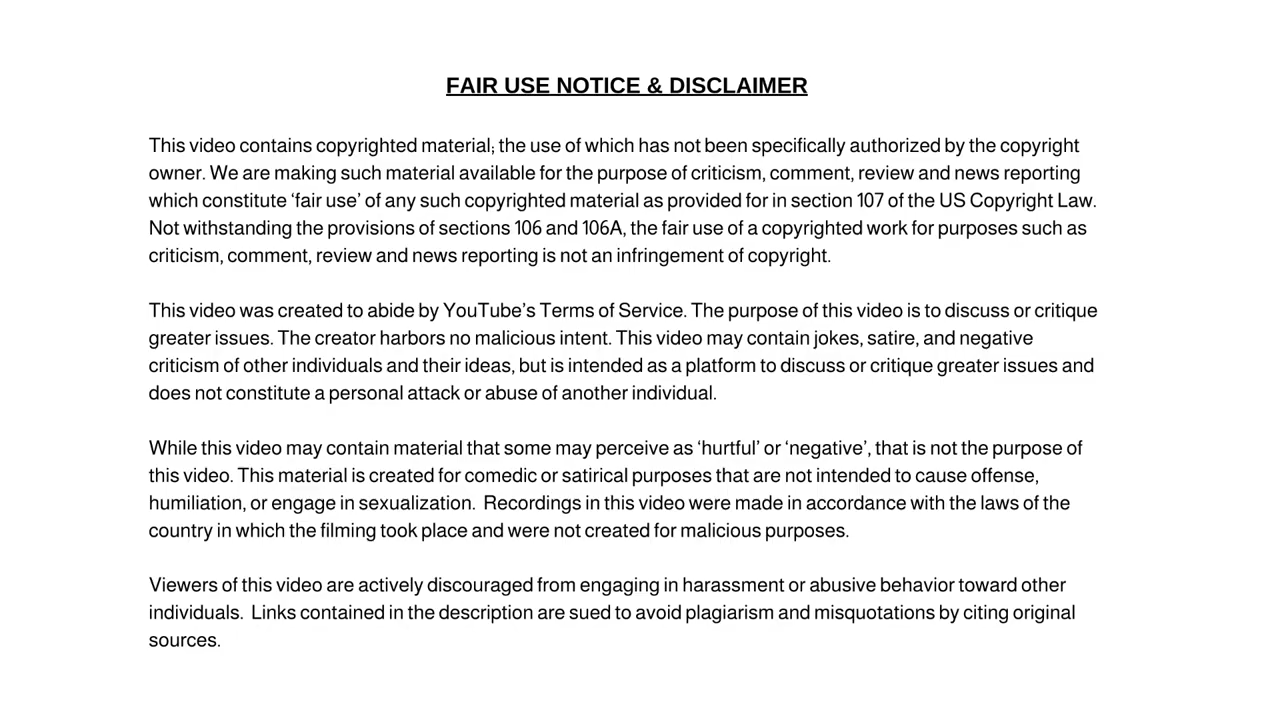 FAIR USE NOTICE & DISCLAIMER
This video contains copyrighted material; the use of which has not been specifically authorized by the copyright
owner. We are making such material available for the purpose of criticism, comment, review and news reporting
which constitute ‘fair use’ of any such copyrighted material as provided for in section 107 of the US Copyright Law.
Not withstanding the provisions of sections 106 and 106A, the fair use of a copyrighted work for purposes such as
criticism, comment, review and news reporting is not an infringement of copyright.
This video was created to abide by YouTube’s Terms of Service. The purpose of this video is to discuss or critique
greater issues. The creator harbors no malicious intent. This video may contain jokes, satire, and negative
criticism of other individuals and their ideas, but is intended as a platform to discuss or critique greater issues and
does not constitute a personal attack or abuse of another individual.
While this video may contain material that some may perceive as ‘hurtful’ or ‘negative’, that is not the purpose of
this video. This material is created for comedic or satirical purposes that are not intended to cause offense,
humiliation, or engage in sexualization.  Recordings in this video were made in accordance with the laws of the
country in which the filming took place and were not created for malicious purposes.
Viewers of this video are actively discouraged from engaging in harassment or abusive behavior toward other
individuals.  Links contained in the description are sued to avoid plagiarism and misquotations by citing original
sources.